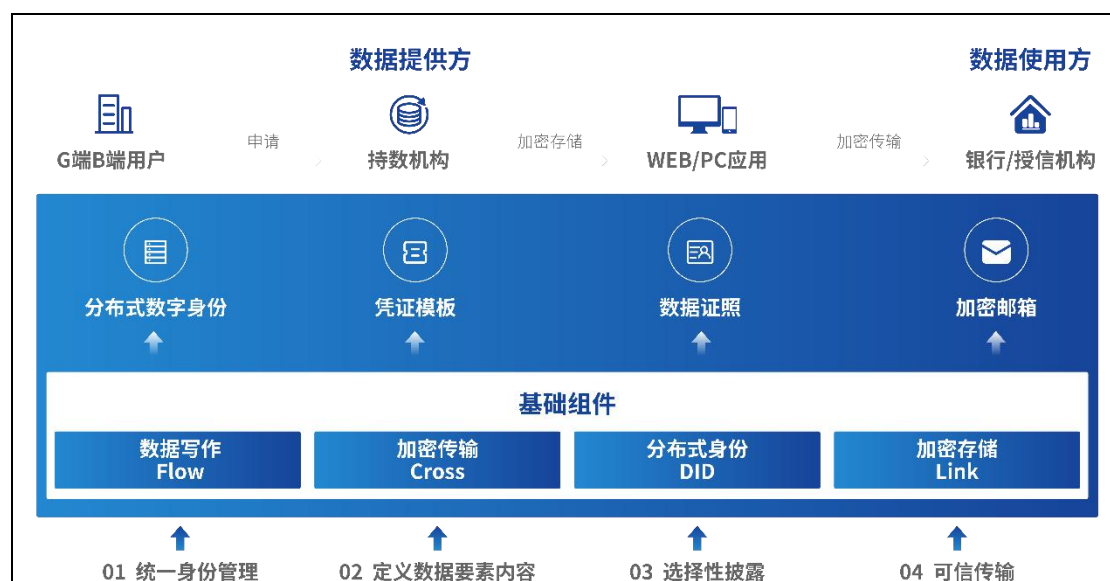 数据提供方
数据使用方
申请
加密存储
加密传输
G端B端用户
持数机构
WEB/PC应用
银行/授信机构
分布式数字身份
凭证模板
数据证照
加密邮箱
基础组件
数据写作
Flow
加密传输
Cross
分布式身份
DID
加密存储
Link
01 统一身份管理
02 定义数据要素内容
03 选择性披露
04 可信传输